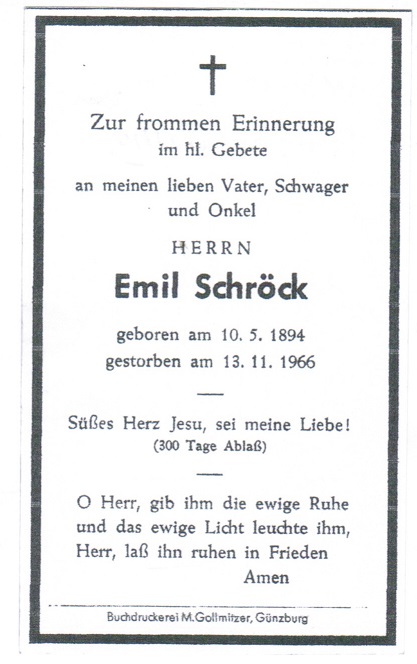 Zur frommen Erinnerung
im hl. Gebete
an meinen lieben Vater, Schwager
und Onkel
HERRN
Emil Schröck
geboren am 10. 5. 1894
gestorben am 13. 11. 1966
Süßes Herz Jesu, sei meine Liebe!
(300 Tage Ablaß)
O Herr, gib ihm die ewige Ruhe
und das ewige Licht leuchte ihm,
Herr, laß ihn ruhen in Frieden
Amen
Buchdruckerei M. Gollmitzer, Günzburg